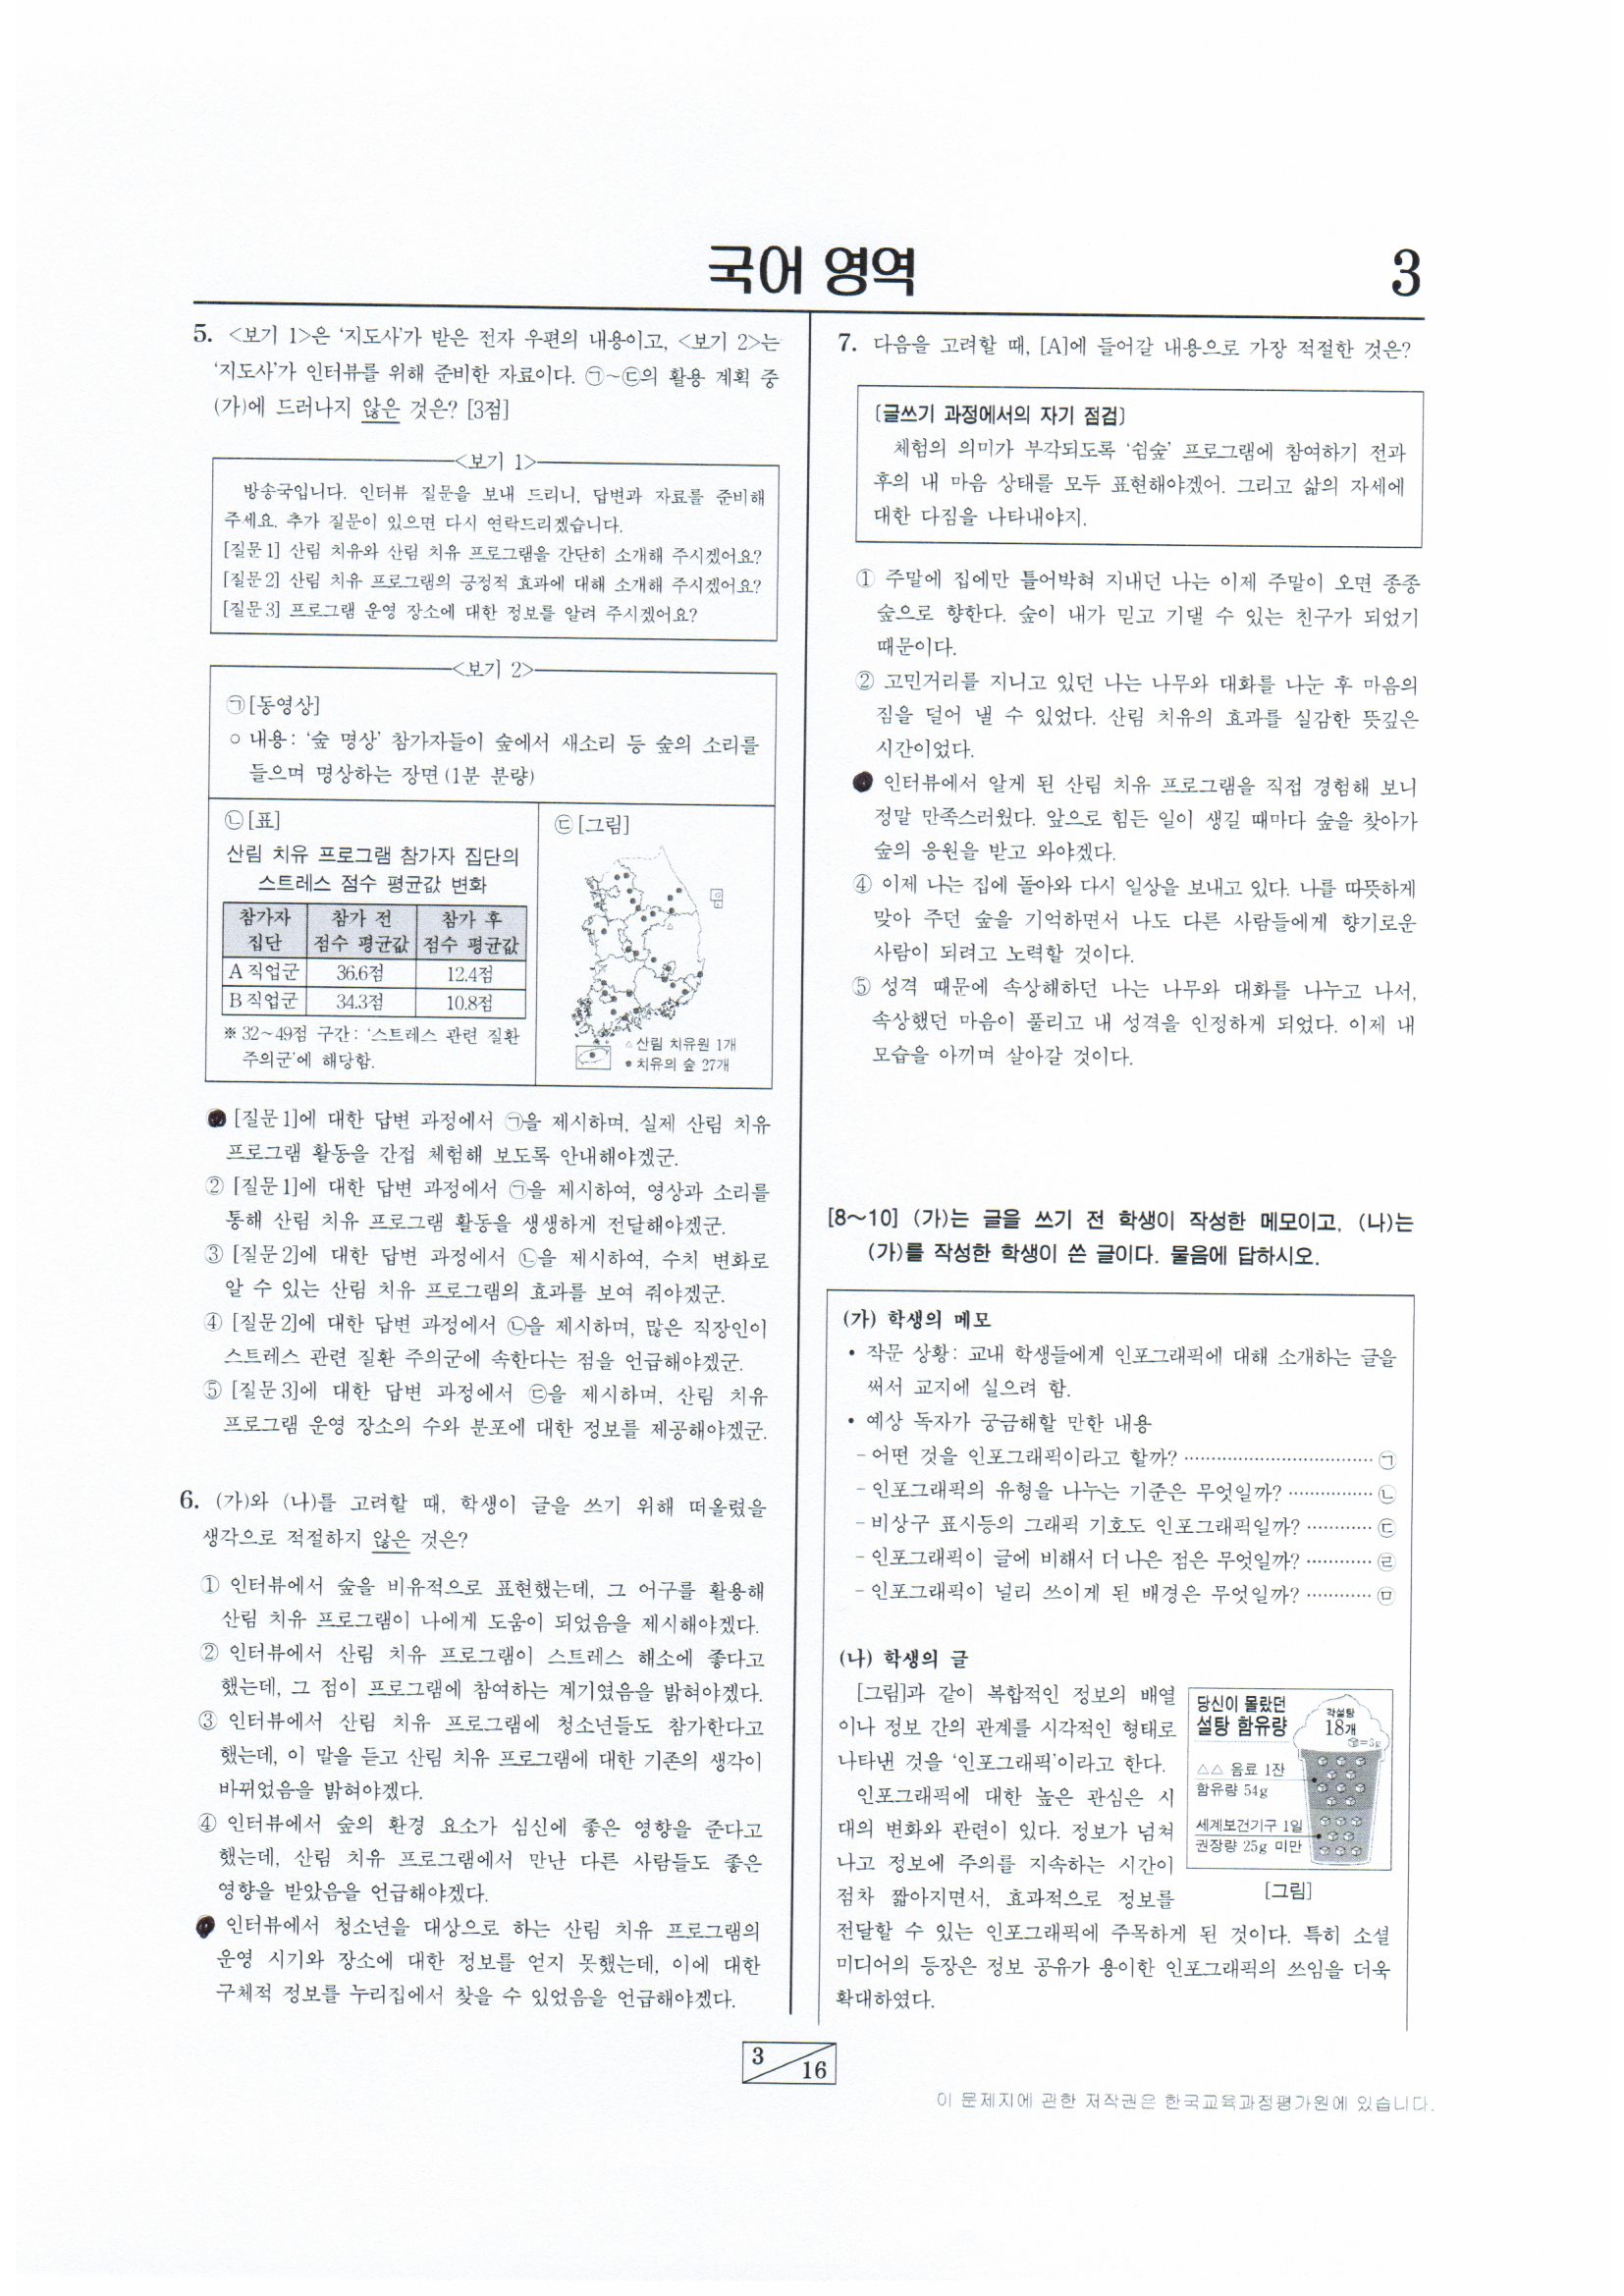 국어 영역
3
5. <보기 1>은 ‘지도사’가 받은 전자 우편의 내용이고, <보기 2>는
‘지도사’가 인터뷰를 위해 준비한 자료이다. ㉠~㉢의 활용 계획 중
(가)에 드러나지 않은 것은? [3점]
<보기 1>
방송국입니다. 인터뷰 질문을 보내 드리니, 답변과 자료를 준비해
주세요. 추가 질문이 있으면 다시 연락드리겠습니다.
[질문 1] 산림 치유와 산림 치유 프로그램을 간단히 소개해 주시겠어요?
[질문 2] 산림 치유 프로그램의 긍정적 효과에 대해 소개해 주시겠어요?
[질문 3] 프로그램 운영 장소에 대한 정보를 알려 주시겠어요?
<보기 2>
㉠[동영상]
○ 내용: ‘숲 명상’ 참가자들이 숲에서 새소리 등 숲의 소리를
들으며 명상하는 장면 (1분 분량)
㉡[표]
산림 치유 프로그램 참가자 집단의
스트레스 점수 평균값 변화
참가자 집단 참가 전 점수 평균값 참가 후 점수 평균값
A 직업군 36.6점 12.4점
B 직업군 34.3점 10.8점
※ 32~49점 구간: ‘스트레스 관련 질환
주의군’에 해당함.
㉢[그림]
△ 산림 치유원 1개
● 치유의 숲 27개
[질문 1]에 대한 답변 과정에서 ㉠을 제시하며, 실제 산림 치유
프로그램 활동을 간접 체험해 보도록 안내해야겠군.
② [질문 1]에 대한 답변 과정에서 ㉠을 제시하여, 영상과 소리를
통해 산림 치유 프로그램 활동을 생생하게 전달해야겠군.
③ [질문 2]에 대한 답변 과정에서 ㉡을 제시하여, 수치 변화로
알 수 있는 산림 치유 프로그램의 효과를 보여 줘야겠군.
④ [질문 2]에 대한 답변 과정에서 ㉡을 제시하며, 많은 직장인이
스트레스 관련 질환 주의군에 속한다는 점을 언급해야겠군.
⑤ [질문 3]에 대한 답변 과정에서 ㉢을 제시하며, 산림 치유
프로그램 운영 장소의 수와 분포에 대한 정보를 제공해야겠군.
6. (가)와 (나)를 고려할 때, 학생이 글을 쓰기 위해 떠올렸을
생각으로 적절하지 않은 것은?
① 인터뷰에서 숲을 비유적으로 표현했는데, 그 어구를 활용해
산림 치유 프로그램이 나에게 도움이 되었음을 제시해야겠다.
② 인터뷰에서 산림 치유 프로그램이 스트레스 해소에 좋다고
했는데, 그 점이 프로그램에 참여하는 계기였음을 밝혀야겠다.
③ 인터뷰에서 산림 치유 프로그램에 청소년들도 참가한다고
했는데, 이 말을 듣고 산림 치유 프로그램에 대한 기존의 생각이
바뀌었음을 밝혀야겠다.
④ 인터뷰에서 숲의 환경 요소가 심신에 좋은 영향을 준다고
했는데, 산림 치유 프로그램에서 만난 다른 사람들도 좋은
영향을 받았음을 언급해야겠다.
인터뷰에서 청소년을 대상으로 하는 산림 치유 프로그램의
운영 시기와 장소에 대한 정보를 얻지 못했는데, 이에 대한
구체적 정보를 누리집에서 찾을 수 있었음을 언급해야겠다.
7. 다음을 고려할 때, [A]에 들어갈 내용으로 가장 적절한 것은?
〔글쓰기 과정에서의 자기 점검〕
체험의 의미가 부각되도록 ‘쉼숲’ 프로그램에 참여하기 전과
후의 내 마음 상태를 모두 표현해야겠어. 그리고 삶의 자세에
대한 다짐을 나타내야지.
① 주말에 집에만 틀어박혀 지내던 나는 이제 주말이 오면 종종
숲으로 향한다. 숲이 내가 믿고 기댈 수 있는 친구가 되었기
때문이다.
② 고민거리를 지니고 있던 나는 나무와 대화를 나눈 후 마음의
짐을 덜어 낼 수 있었다. 산림 치유의 효과를 실감한 뜻깊은
시간이었다.
인터뷰에서 알게 된 산림 치유 프로그램을 직접 경험해 보니
정말 만족스러웠다. 앞으로 힘든 일이 생길 때마다 숲을 찾아가
숲의 응원을 받고 와야겠다.
④ 이제 나는 집에 돌아와 다시 일상을 보내고 있다. 나를 따뜻하게
맞아 주던 숲을 기억하면서 나도 다른 사람들에게 향기로운
사람이 되려고 노력할 것이다.
⑤ 성격 때문에 속상해하던 나는 나무와 대화를 나누고 나서,
속상했던 마음이 풀리고 내 성격을 인정하게 되었다. 이제 내
모습을 아끼며 살아갈 것이다.
[8~10] (가)는 글을 쓰기 전 학생이 작성한 메모이고, (나)는
(가)를 작성한 학생이 쓴 글이다. 물음에 답하시오.
(가) 학생의 메모
• 작문 상황: 교내 학생들에게 인포그래픽에 대해 소개하는 글을
써서 교지에 실으려 함.
• 예상 독자가 궁금해할 만한 내용
- 어떤 것을 인포그래픽이라고 할까? ······ ㉠
- 인포그래픽의 유형을 나누는 기준은 무엇일까? ······ ㉡
- 비상구 표시등의 그래픽 기호도 인포그래픽일까? ······ ㉢
- 인포그래픽이 글에 비해서 더 나은 점은 무엇일까? ······ ㉣
- 인포그래픽이 널리 쓰이게 된 배경은 무엇일까? ······ ㉤
(나) 학생의 글
[그림]과 같이 복합적인 정보의 배열
이나 정보 간의 관계를 시각적인 형태로
나타낸 것을 ‘인포그래픽’이라고 한다.
인포그래픽에 대한 높은 관심은 시
대의 변화와 관련이 있다. 정보가 넘쳐
나고 정보에 주의를 지속하는 시간이
점차 짧아지면서, 효과적으로 정보를
전달할 수 있는 인포그래픽에 주목하게 된 것이다. 특히 소셜
미디어의 등장은 정보 공유가 용이한 인포그래픽의 쓰임을 더욱
확대하였다.
당신이 몰랐던
설탕 함유량
각설탕
18개
=3g
△△ 음료 1잔
함유량 54g
세계보건기구 1일
권장량 25g 미만
[그림]
3
16
이 문제지에 관한 저작권은 한국교육과정평가원에 있습니다.